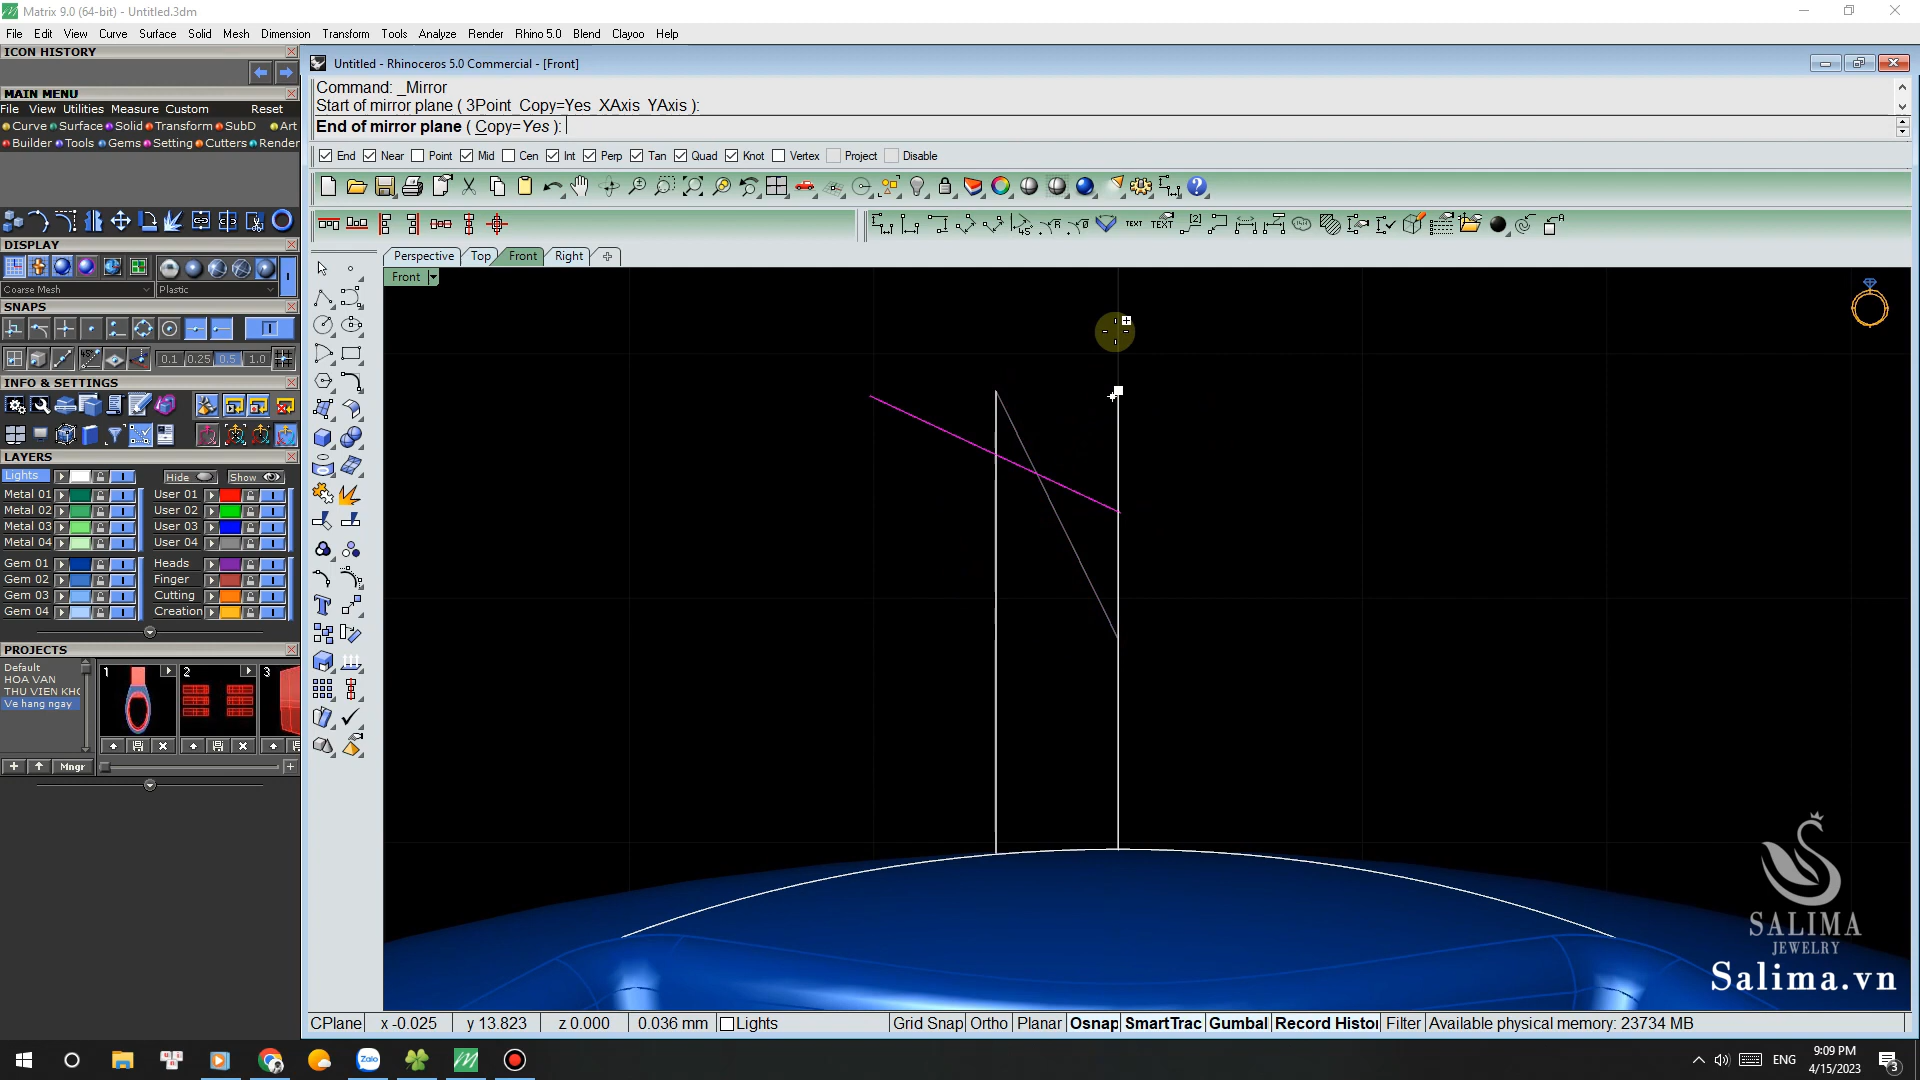 Matrix 9.0 (64-bit) - Untitled.3dm
File Edit View Curve Surface Solid Mesh Dimension Transform Tools Analyze Render Rhino 5.0 Blend Clayoo Help
ICON HISTORY
MAIN MENU
File View Utilities Measure Custom Reset
Curve Surface Solid Transform SubD Art
Builder Tools Gems Setting Cutters Render
DISPLAY
Coarse Mesh Plastic
SNAPS
0.1 0.25 0.5 1.0
INFO & SETTINGS
LAYERS
Lights Hide Show
Metal 01 User 01
Metal 02 User 02
Metal 03 User 03
Metal 04 User 04
Gem 01 Heads
Gem 02 Finger
Gem 03 Cutting
Gem 04 Creation
PROJECTS
Default
HOA VAN
THU VIEN KHO
Ve hang ngay
1 2 3
Mngr
Untitled - Rhinoceros 5.0 Commercial - [Front]
Command: _Mirror
Start of mirror plane ( 3Point Copy=Yes XAxis YAxis ):
End of mirror plane ( Copy=Yes ):
End Near Point Mid Cen Int Perp Tan Quad Knot Vertex Project Disable
TEXT TEXT
Perspective Top Front Right
Front
SALIMA
JEWELRY
Salima.vn
CPlane x -0.025 y 13.823 z 0.000 0.036 mm Lights Grid Snap Ortho Planar Osnap SmartTrac Gumbal Record Histor Filter Available physical memory: 23734 MB
Zalo
ENG
9:09 PM
4/15/2023
3